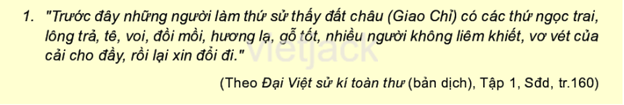 1. "Trước đây những người làm thứ sử thấy đất châu (Giao Chỉ) có các thứ ngọc trai,
lông trả, tê, voi, đồi mồi, hương lạ, gỗ tốt, nhiều người không liêm khiết, vơ vét của
cải cho đầy, rồi lại xin đổi đi."
vietjack
(Theo Đại Việt sử kí toàn thư (bản dịch), Tập 1, Sđd, tr.160)